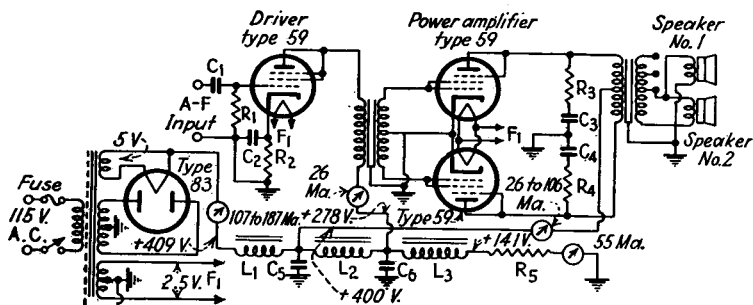 Driver
type 59
Power amplifier
type 59
Speaker
No.1
C1
A-F
Input
R1
C2
F1
R2
R3
C3
F1
C4
R4
Speaker
No.2
5V.
Type
83
Fuse
115 V.
A.C.
26
Ma.
26 to 106
Ma.
107 to 187 Ma.
+278 V.
Type 59
+409 V.
+141 V.
55 Ma.
L1
C5
L2
C6
L3
R5
2.5 V.
F1
+400 V.